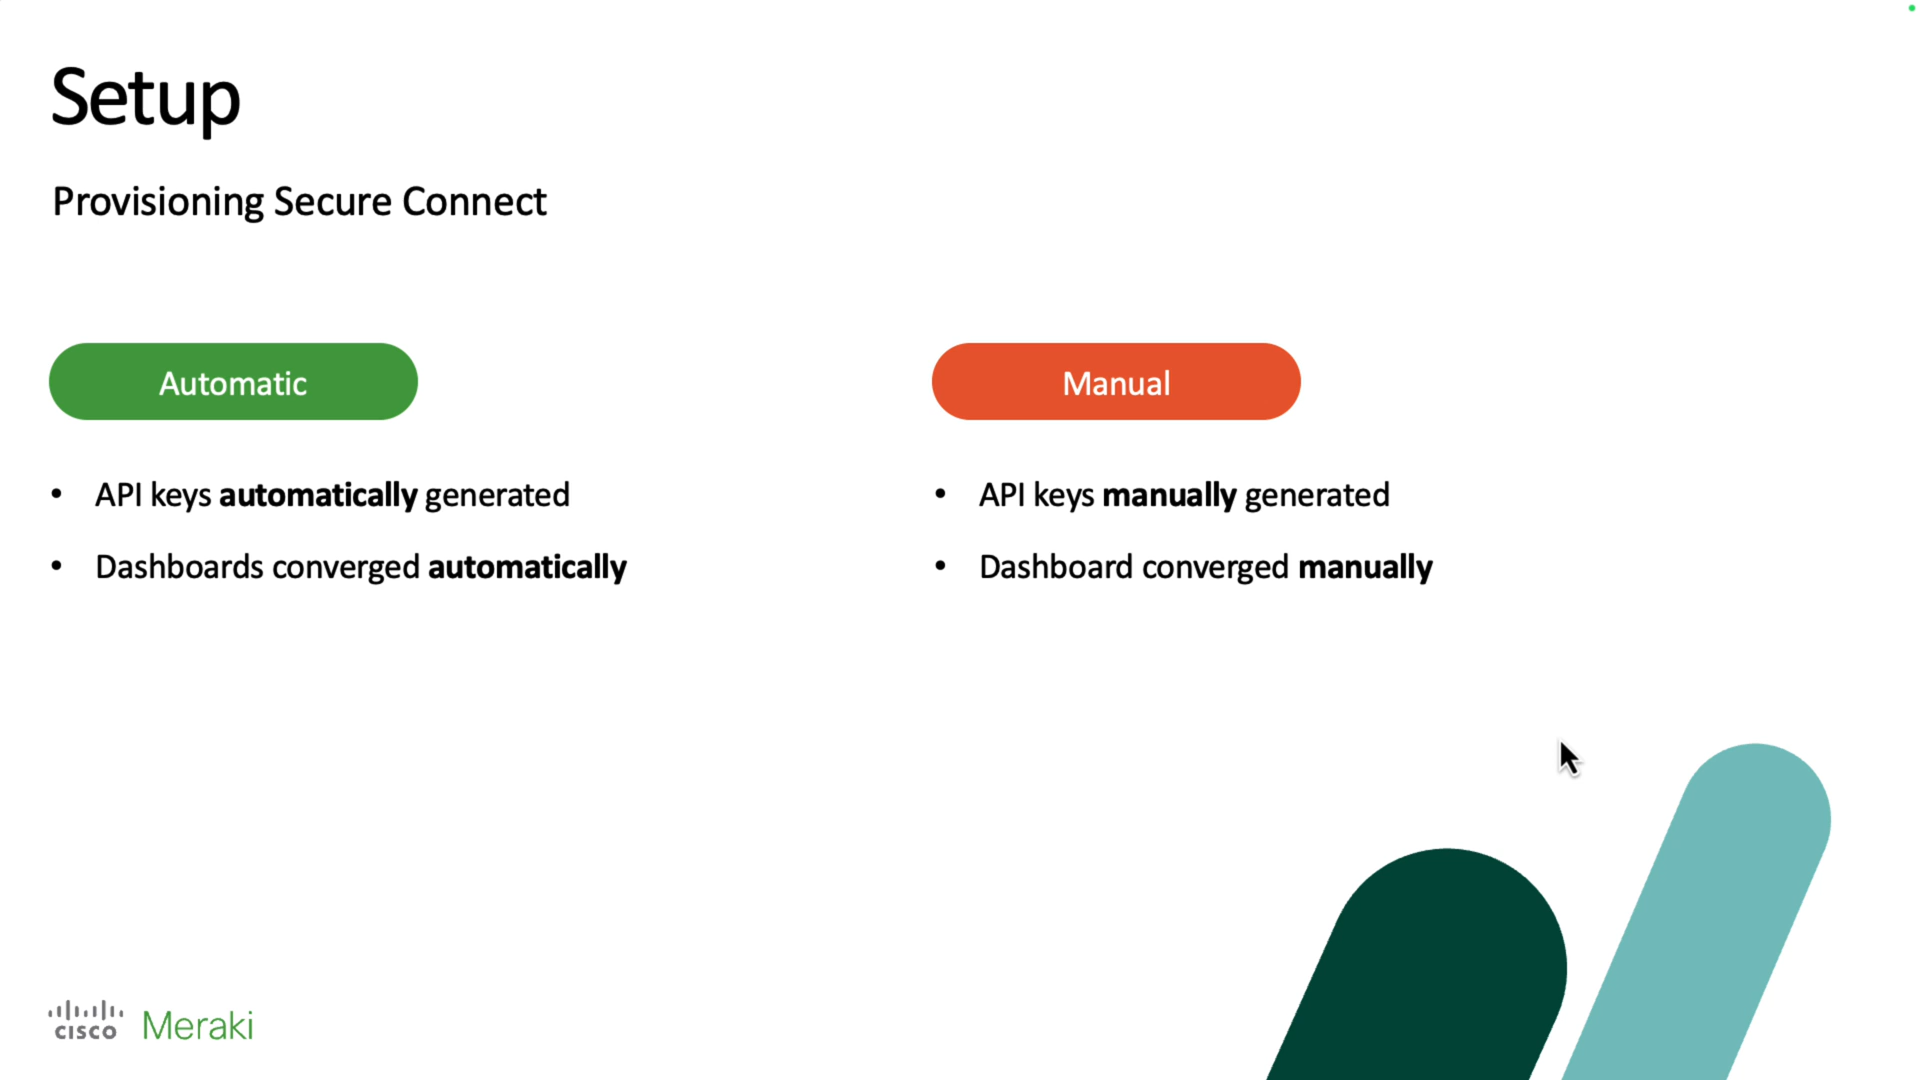 Setup
Provisioning Secure Connect
Automatic
• API keys automatically generated
• Dashboards converged automatically
Manual
• API keys manually generated
• Dashboard converged manually
cisco Meraki